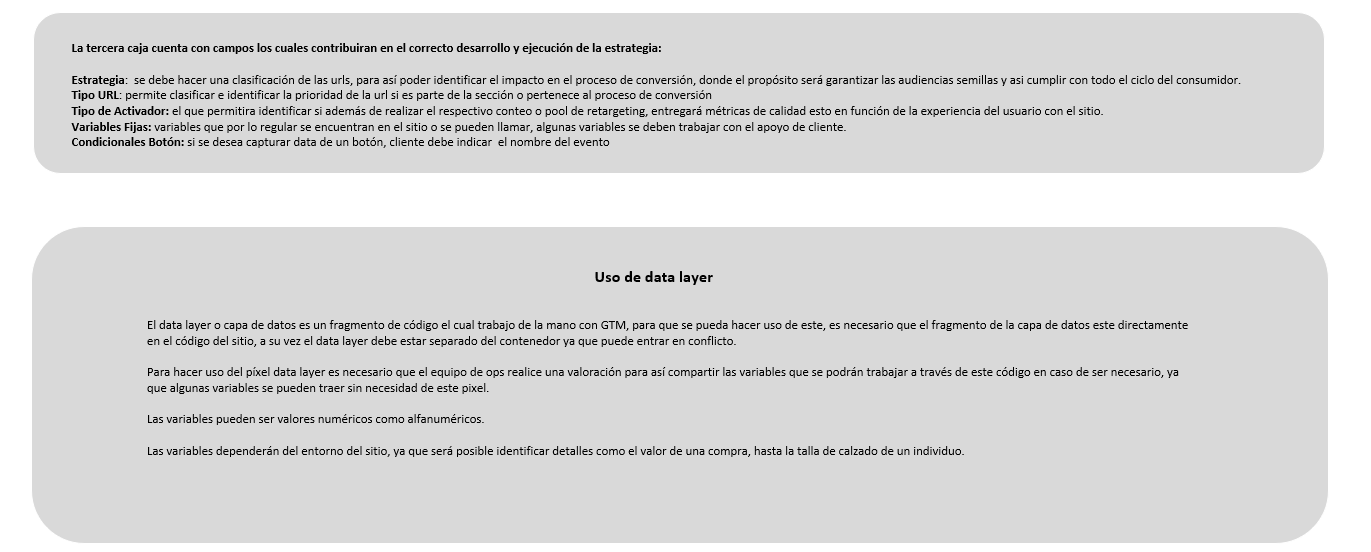 La tercera caja cuenta con campos los cuales contribuiran en el correcto desarrollo y ejecución de la estrategia:
Estrategia:  se debe hacer una clasificación de las urls, para así poder identificar el impacto en el proceso de conversión, donde el propósito será garantizar las audiencias semillas y asi cumplir con todo el ciclo del consumidor.
Tipo URL: permite clasificar e identificar la prioridad de la url si es parte de la sección o pertenece al proceso de conversión
Tipo de Activador: el que permitira identificar si además de realizar el respectivo conteo o pool de retargeting, entregará métricas de calidad esto en función de la experiencia del usuario con el sitio.
Variables Fijas: variables que por lo regular se encuentran en el sitio o se pueden llamar, algunas variables se deben trabajar con el apoyo de cliente.
Condicionales Botón: si se desea capturar data de un botón, cliente debe indicar  el nombre del evento
Uso de data layer
El data layer o capa de datos es un fragmento de código el cual trabajo de la mano con GTM, para que se pueda hacer uso de este, es necesario que el fragmento de la capa de datos este directamente
en el código del sitio, a su vez el data layer debe estar separado del contenedor ya que puede entrar en conflicto.
Para hacer uso del píxel data layer es necesario que el equipo de ops realice una valoración para así compartir las variables que se podrán trabajar a través de este código en caso de ser necesario, ya
que algunas variables se pueden traer sin necesidad de este pixel.
Las variables pueden ser valores numéricos como alfanuméricos.
Las variables dependerán del entorno del sitio, ya que será posible identificar detalles como el valor de una compra, hasta la talla de calzado de un individuo.